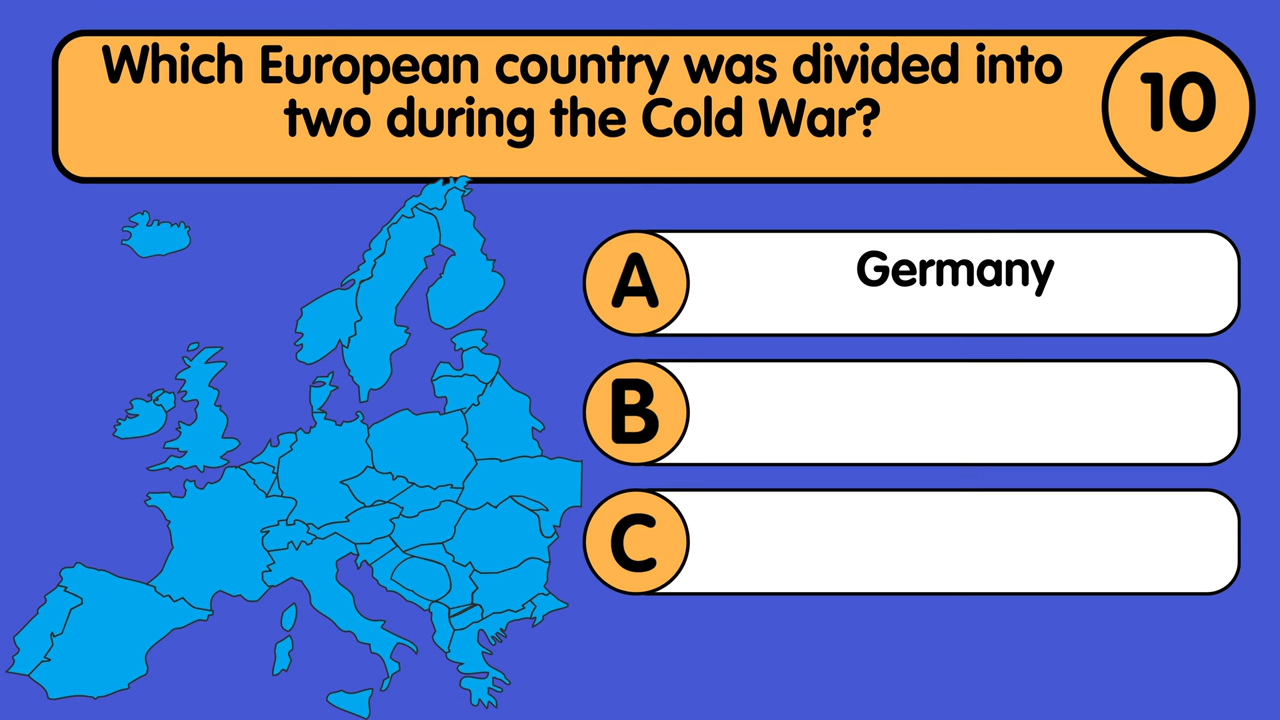 Which European country was divided into
two during the Cold War?
10
A
Germany
B
C